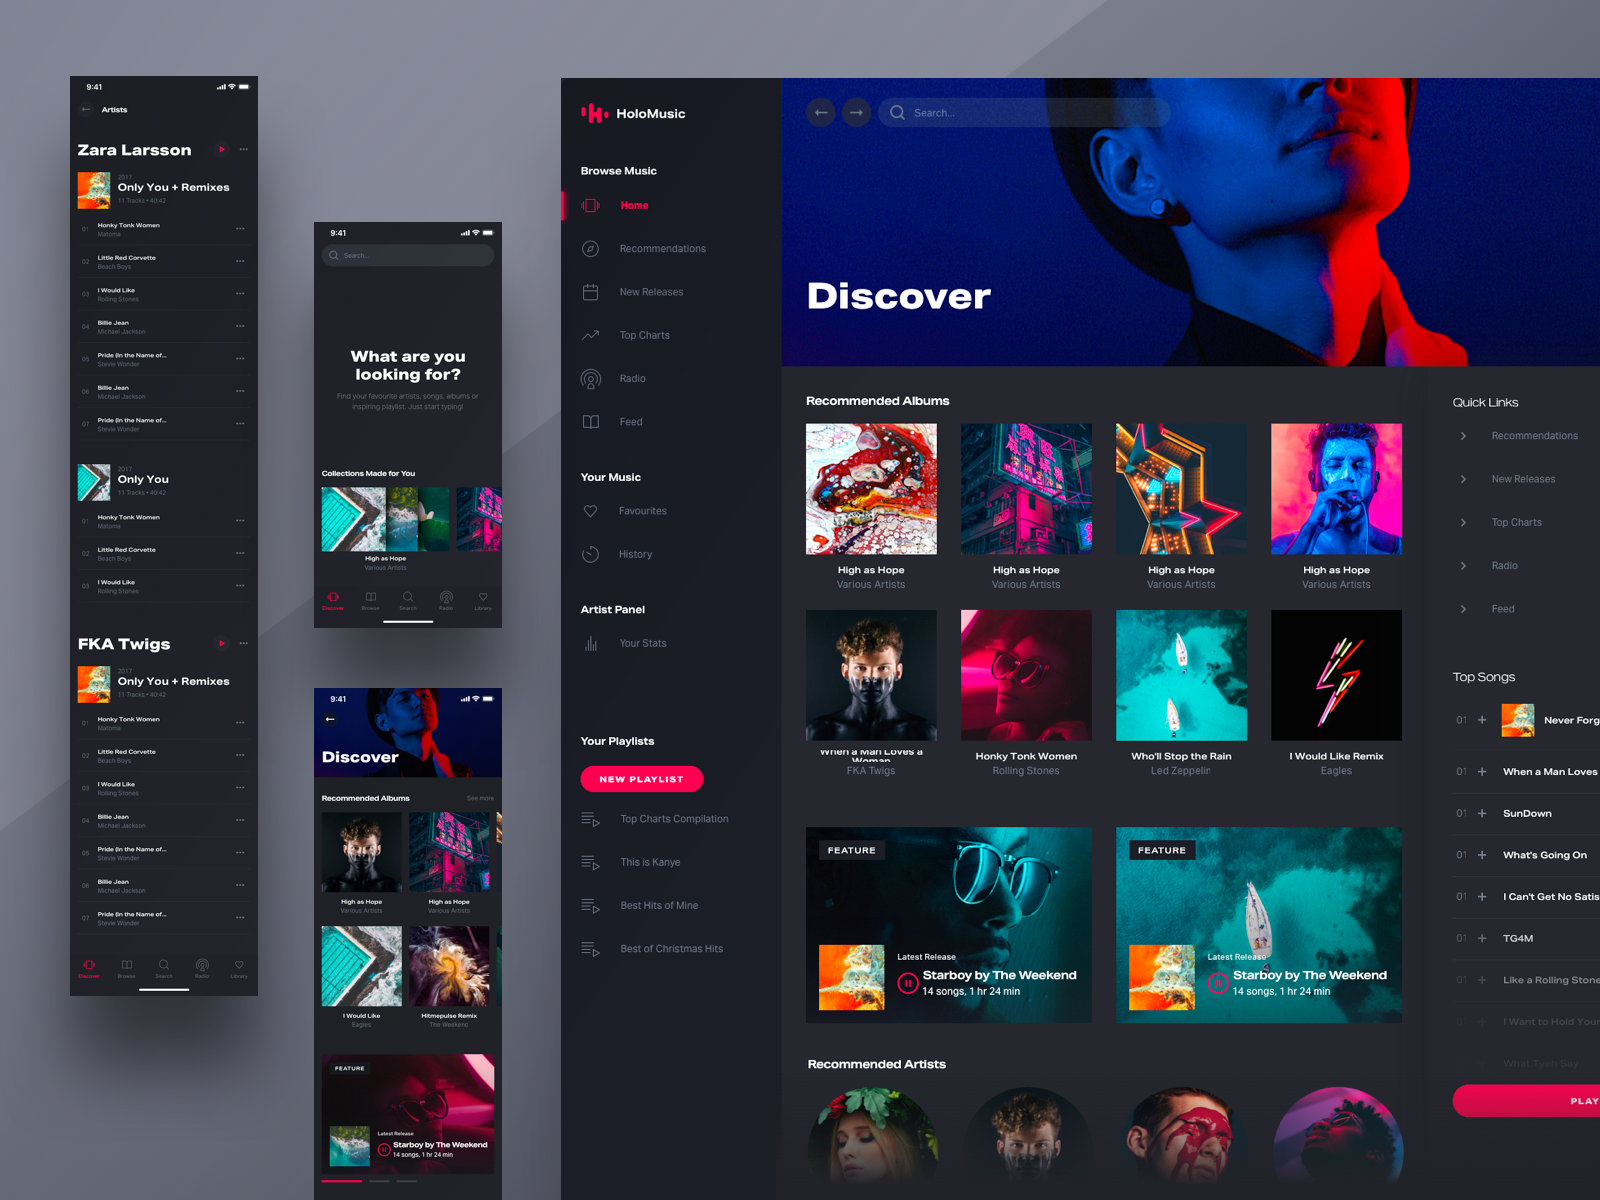 9:41
Artists
Zara Larsson
2017
Only You + Remixes
11 Tracks • 40:42
01 Honky Tonk Women
Matoma
02 Little Red Corvette
Beach Boys
03 I Would Like
Rolling Stones
04 Billie Jean
Michael Jackson
05 Pride (In the Name of...
Stevie Wonder
06 Billie Jean
Michael Jackson
07 Pride (In the Name of...
Stevie Wonder
2017
Only You
11 Tracks • 40:42
01 Honky Tonk Women
Matoma
02 Little Red Corvette
Beach Boys
03 I Would Like
Rolling Stones
FKA Twigs
2017
Only You + Remixes
11 Tracks • 40:42
01 Honky Tonk Women
Matoma
02 Little Red Corvette
Beach Boys
03 I Would Like
Rolling Stones
04 Billie Jean
Michael Jackson
05 Pride (In the Name of...
Stevie Wonder
06 Billie Jean
Michael Jackson
07 Pride (In the Name of...
Stevie Wonder
Discover Browse Search Radio Library
9:41
Search...
What are you
looking for?
Find your favourite artists, songs, albums or
inspiring playlist. Just start typing!
Collections Made for You
High as Hope
Various Artists
Discover Browse Search Radio Library
9:41
Discover
Recommended Albums See more
High as Hope High as Hope
Various Artists Various Artists
I Would Like Hitmepulse Remix
Eagles The Weekend
FEATURE
Latest Release
Starboy by The Weekend
14 songs, 1 hr 24 min
HoloMusic
Browse Music
Home
Recommendations
New Releases
Top Charts
Radio
Feed
Your Music
Favourites
History
Artist Panel
Your Stats
Your Playlists
NEW PLAYLIST
Top Charts Compilation
This is Kanye
Best Hits of Mine
Best of Christmas Hits
Search...
Discover
Recommended Albums
High as Hope High as Hope High as Hope High as Hope
Various Artists Various Artists Various Artists Various Artists
When a Man Loves a
Woman
Honky Tonk Women Who'll Stop the Rain I Would Like Remix
FKA Twigs Rolling Stones Led Zeppelin Eagles
FEATURE
Latest Release
Starboy by The Weekend
14 songs, 1 hr 24 min
FEATURE
Latest Release
Starboy by The Weekend
14 songs, 1 hr 24 min
Recommended Artists
Quick Links
Recommendations
New Releases
Top Charts
Radio
Feed
Top Songs
01 + Never Forg
01 + When a Man Loves
01 + SunDown
01 + What's Going On
01 + I Can't Get No Satis
01 + TG4M
01 + Like a Rolling Stone
+ I Want to Hold Your
What Tyen Say
PLAY